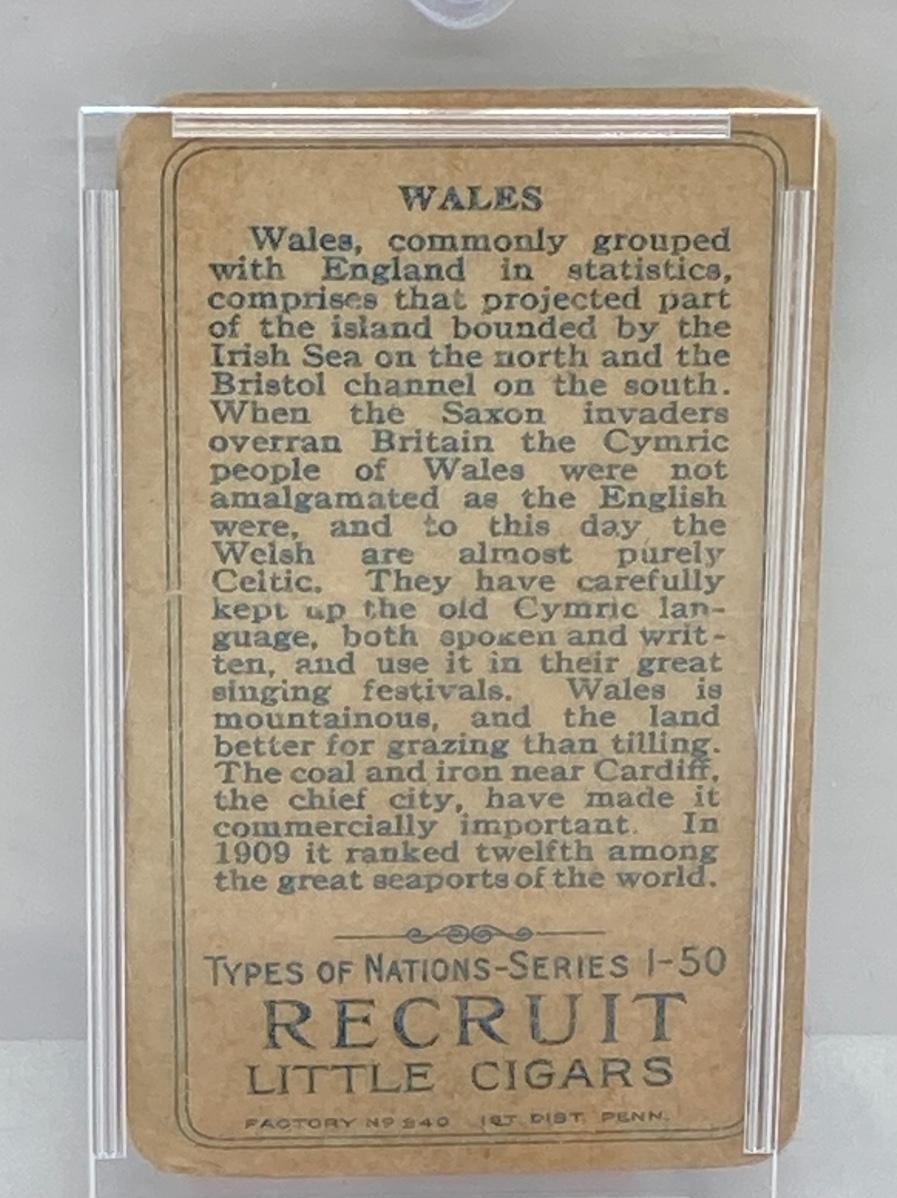 WALES
Wales, commonly grouped
with England in statistics,
comprises that projected part
of the island bounded by the
Irish Sea on the north and the
Bristol channel on the south.
When the Saxon invaders
overran Britain the Cymric
people of Wales were not
amalgamated as the English
were, and to this day the
Welsh are almost purely
Celtic. They have carefully
kept up the old Cymric lan-
guage, both spoken and writ-
ten, and use it in their great
singing festivals. Wales is
mountainous, and the land
better for grazing than tilling.
The coal and iron near Cardiff,
the chief city, have made it
commercially important. In
1909 it ranked twelfth among
the great seaports of the world.
TYPES OF NATIONS-SERIES 1-50
RECRUIT
LITTLE CIGARS
FACTORY Nº 240 1ST. DIST. PENN.